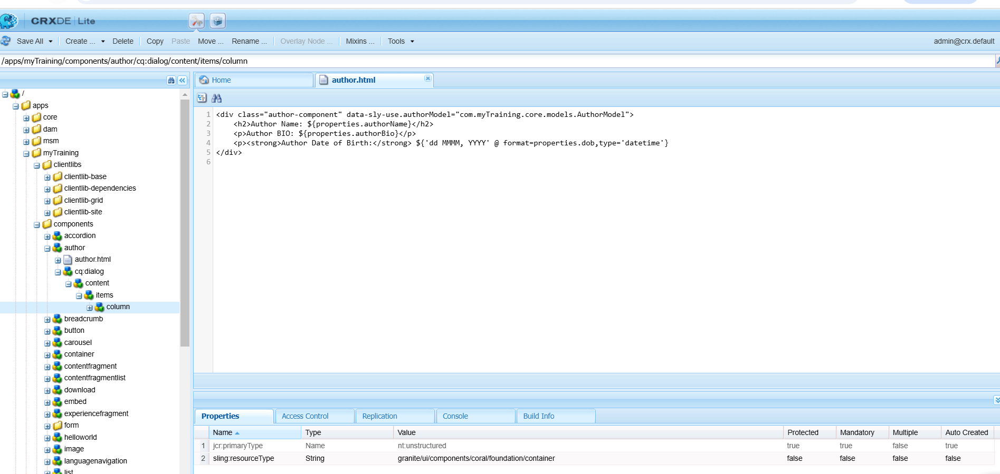 CRXDE | Lite
Save All Create ... Delete Copy Paste Move ... Rename ... Overlay Node ... Mixins ... Tools admin@crx.default
/apps/myTraining/components/author/cq:dialog/content/items/column
Home author.html
/
apps
core
dam
msm
myTraining
clientlibs
clientlib-base
clientlib-dependencies
clientlib-grid
clientlib-site
components
accordion
author
author.html
cq:dialog
content
items
column
breadcrumb
button
carousel
container
contentfragment
contentfragmentlist
download
embed
experiencefragment
form
helloworld
image
languagenavigation
list
1 <div class="author-component" data-sly-use.authorModel="com.myTraining.core.models.AuthorModel">
2 <h2>Author Name: ${properties.authorName}</h2>
3 <p>Author BIO: ${properties.authorBio}</p>
4 <p><strong>Author Date of Birth:</strong> ${'dd MMMM, YYYY' @ format=properties.dob,type='datetime'}
5 </div>
6
Properties Access Control Replication Console Build Info
Name Type Value Protected Mandatory Multiple Auto Created
1 jcr:primaryType Name nt:unstructured true true false true
2 sling:resourceType String granite/ui/components/coral/foundation/container false false false false